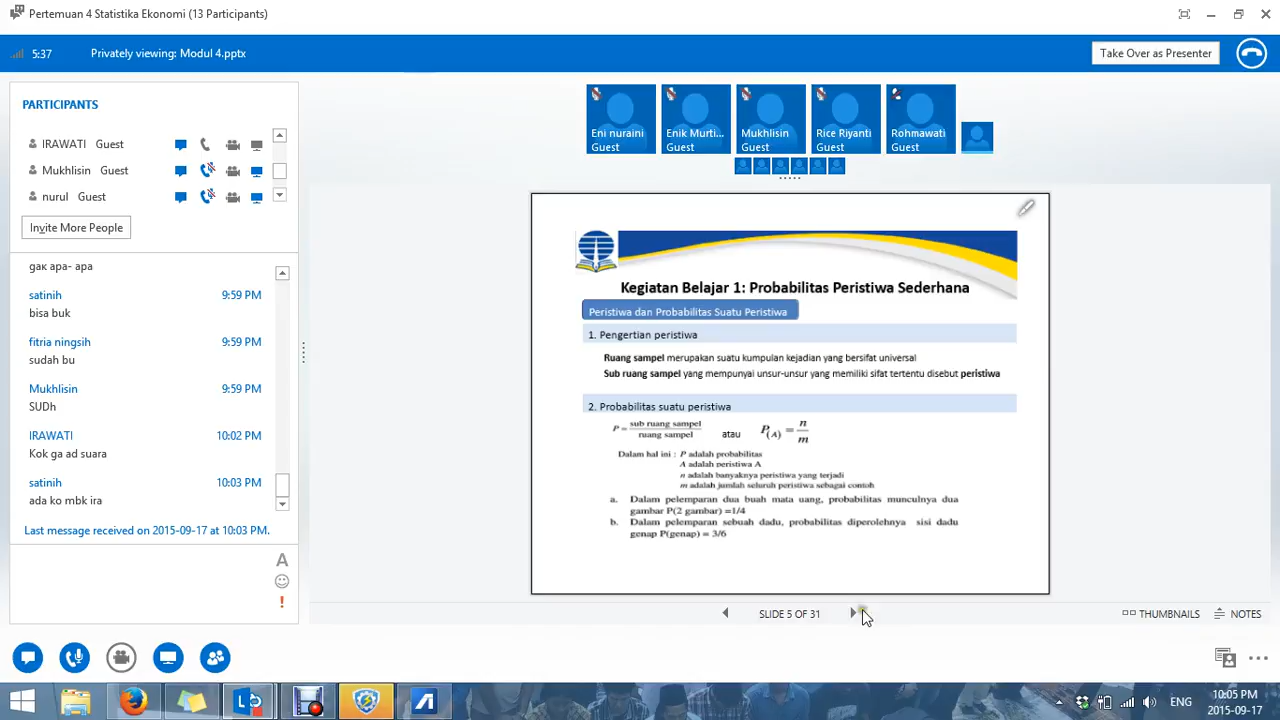 Pertemuan 4 Statistika Ekonomi (13 Participants)
5:37
Privately viewing: Modul 4.pptx
Take Over as Presenter
PARTICIPANTS
IRAWATI Guest
Mukhlisin Guest
nurul Guest
Invite More People
gak apa- apa
satinih 9:59 PM
bisa buk
fitria ningsih 9:59 PM
sudah bu
Mukhlisin 9:59 PM
SUDh
IRAWATI 10:02 PM
Kok ga ad suara
satinih 10:03 PM
ada ko mbk ira
Last message received on 2015-09-17 at 10:03 PM.
A
Eni nuraini
Guest
Enik Murti...
Guest
Mukhlisin
Guest
Rice Riyanti
Guest
Rohmawati
Guest
Kegiatan Belajar 1: Probabilitas Peristiwa Sederhana
Peristiwa dan Probabilitas Suatu Peristiwa
1. Pengertian peristiwa
Ruang sampel merupakan suatu kumpulan kejadian yang bersifat universal
Sub ruang sampel yang mempunyai unsur-unsur yang memiliki sifat tertentu disebut peristiwa
2. Probabilitas suatu peristiwa
P = sub ruang sampel / ruang sampel atau P(A) = n / m
Dalam hal ini : P adalah probabilitas
A adalah peristiwa A
n adalah banyaknya peristiwa yang terjadi
m adalah jumlah seluruh peristiwa sebagai contoh
a. Dalam pelemparan dua buah mata uang, probabilitas munculnya dua
gambar P(2 gambar) =1/4
b. Dalam pelemparan sebuah dadu, probabilitas diperolehnya sisi dadu
genap P(genap) = 3/6
SLIDE 5 OF 31
THUMBNAILS
NOTES
ENG
10:05 PM
2015-09-17